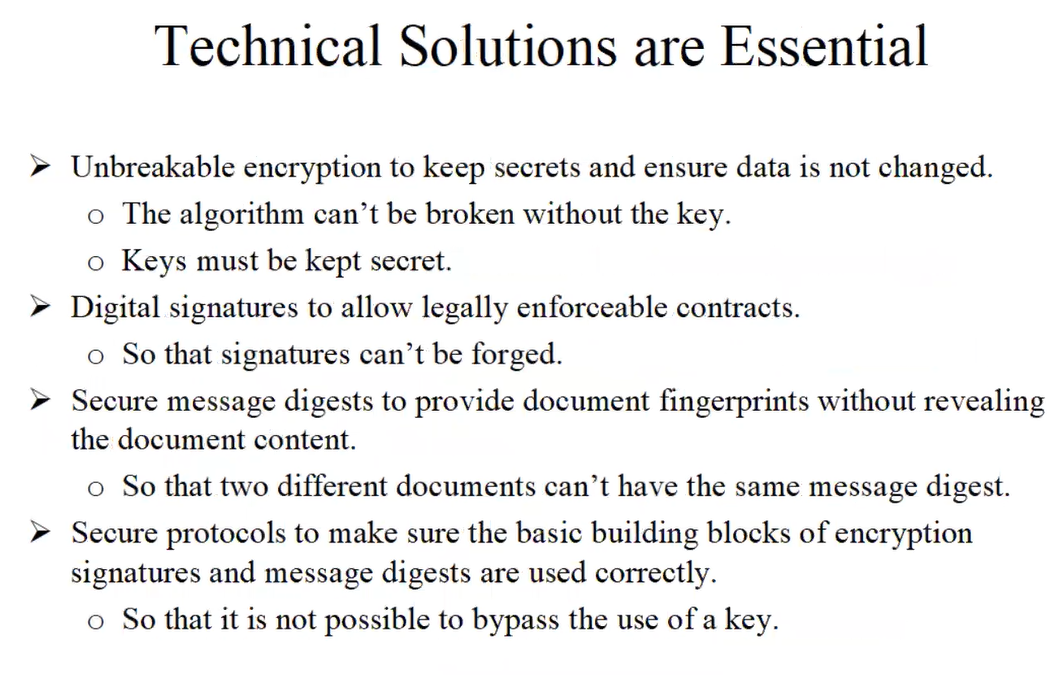 Technical Solutions are Essential
➢ Unbreakable encryption to keep secrets and ensure data is not changed.
o The algorithm can’t be broken without the key.
o Keys must be kept secret.
➢ Digital signatures to allow legally enforceable contracts.
o So that signatures can’t be forged.
➢ Secure message digests to provide document fingerprints without revealing
the document content.
o So that two different documents can’t have the same message digest.
➢ Secure protocols to make sure the basic building blocks of encryption
signatures and message digests are used correctly.
o So that it is not possible to bypass the use of a key.